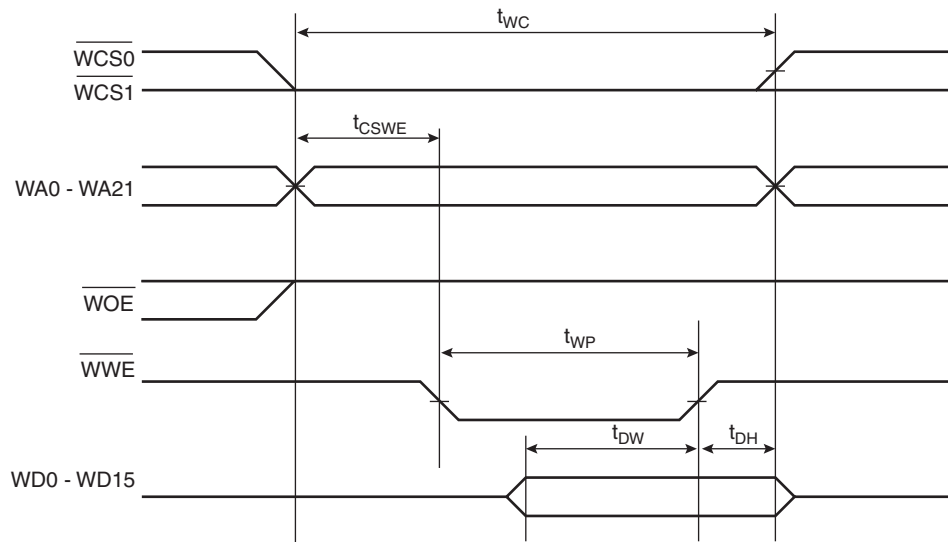 tWC
WCS0
WCS1
tCSWE
WA0 - WA21
WOE
tWP
WWE
tDW
tDH
WD0 - WD15